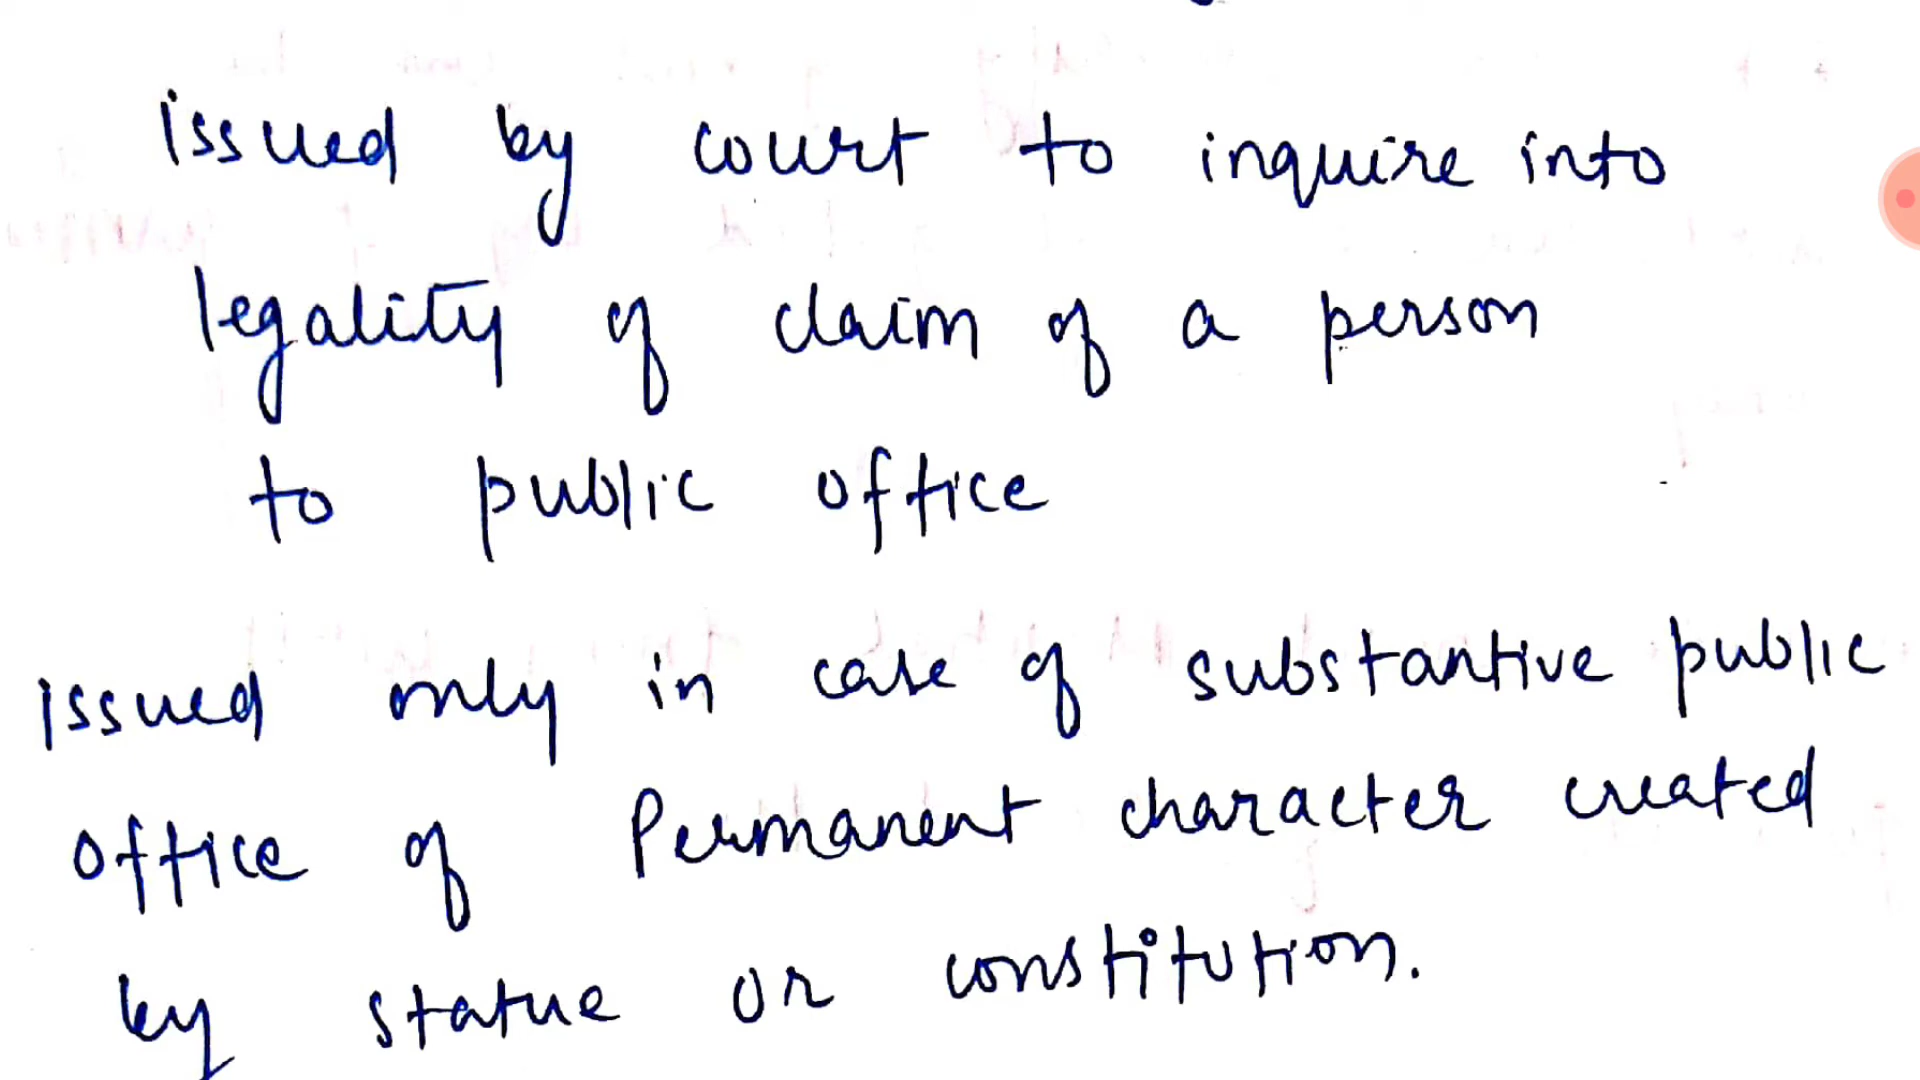 issued by court to inquire into
legality of claim of a person
to public office
issued only in case of substantive public
office of Permanent character created
by statue or constitution.